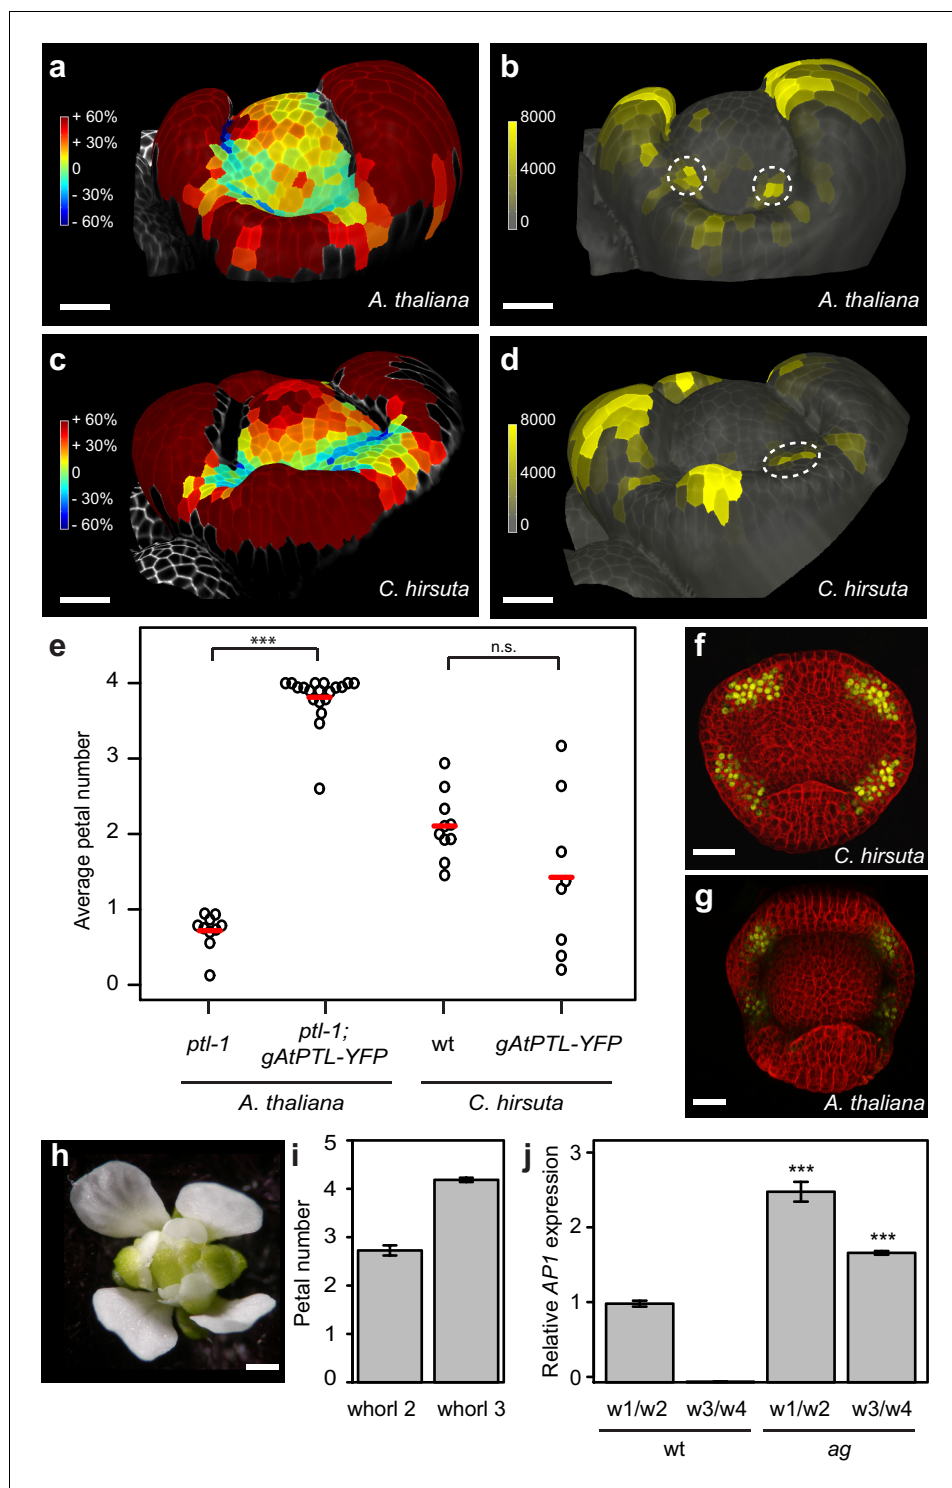 a
+ 60%
+ 30%
0
- 30%
- 60%
A. thaliana
b
8000
4000
0
A. thaliana
c
+ 60%
+ 30%
0
- 30%
- 60%
C. hirsuta
d
8000
4000
0
C. hirsuta
e
Average petal number
4
3
2
1
0
***
n.s.
ptl-1
ptl-1;
gAtPTL-YFP
wt
gAtPTL-YFP
A. thaliana
C. hirsuta
f
C. hirsuta
g
A. thaliana
h
i
Petal number
5
4
3
2
1
0
whorl 2
whorl 3
j
Relative AP1 expression
3
2
1
0
***
***
w1/w2
w3/w4
w1/w2
w3/w4
wt
ag